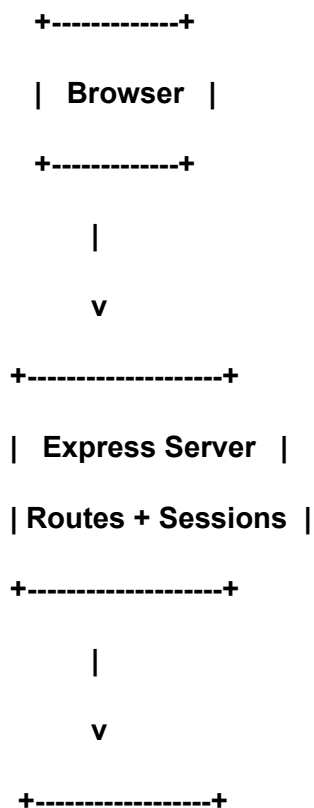 +-------------+
| Browser |
+-------------+
|
v
+--------------------+
| Express Server |
| Routes + Sessions |
+--------------------+
|
v
+------------------+